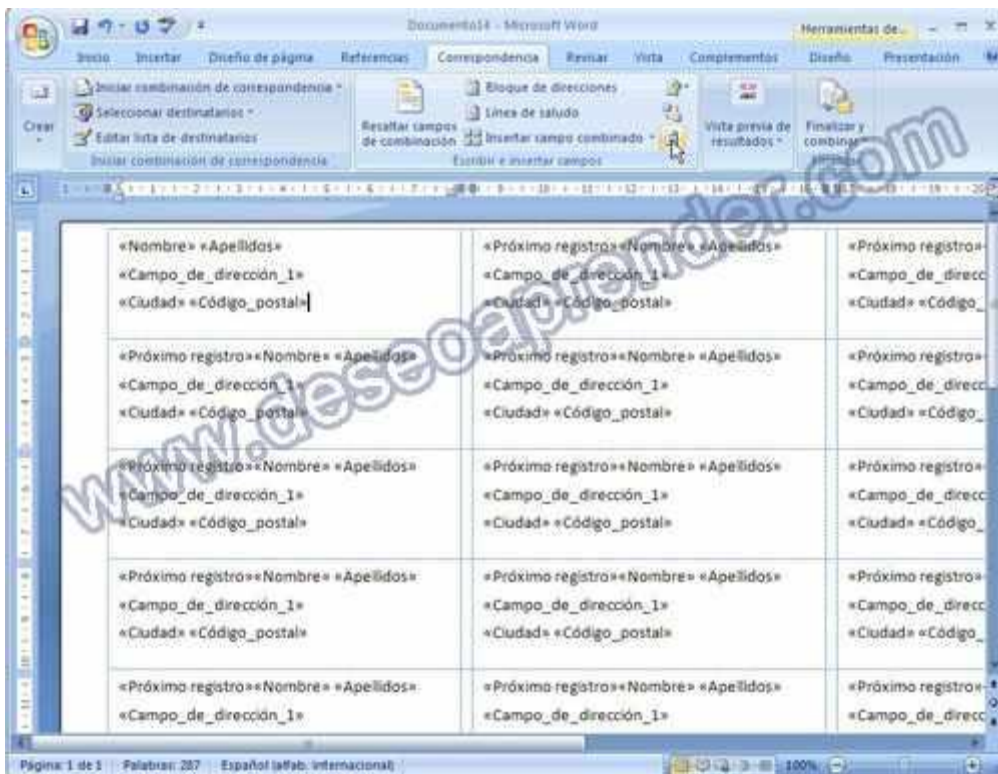 Documento14 - Microsoft Word
Herramientas de...
Inicio Insertar Diseño de página Referencias Correspondencia Revisar Vista Complementos Diseño Presentación
Crear
Iniciar combinación de correspondencia
Seleccionar destinatarios
Editar lista de destinatarios
Iniciar combinación de correspondencia
Resaltar campos de combinación
Bloque de direcciones
Línea de saludo
Insertar campo combinado
Escribir e insertar campos
Vista previa de resultados
Finalizar y combinar
www.deseoaprender.com
«Nombre» «Apellidos» «Próximo registro»«Nombre» «Apellidos» «Próximo registro»
«Campo_de_dirección_1» «Campo_de_dirección_1» «Campo_de_direcc
«Ciudad» «Código_postal» «Ciudad» «Código_postal» «Ciudad» «Código_
«Próximo registro»«Nombre» «Apellidos» «Próximo registro»«Nombre» «Apellidos» «Próximo registro»
«Campo_de_dirección_1» «Campo_de_dirección_1» «Campo_de_direcc
«Ciudad» «Código_postal» «Ciudad» «Código_postal» «Ciudad» «Código_
«Próximo registro»«Nombre» «Apellidos» «Próximo registro»«Nombre» «Apellidos» «Próximo registro»
«Campo_de_dirección_1» «Campo_de_dirección_1» «Campo_de_direcc
«Ciudad» «Código_postal» «Ciudad» «Código_postal» «Ciudad» «Código_
«Próximo registro»«Nombre» «Apellidos» «Próximo registro»«Nombre» «Apellidos» «Próximo registro»
«Campo_de_dirección_1» «Campo_de_dirección_1» «Campo_de_direcc
«Ciudad» «Código_postal» «Ciudad» «Código_postal» «Ciudad» «Código_
«Próximo registro»«Nombre» «Apellidos» «Próximo registro»«Nombre» «Apellidos» «Próximo registro»
«Campo_de_dirección_1» «Campo_de_dirección_1» «Campo_de_direcc
Página: 1 de 1 Palabras: 287 Español (alfab. internacional) 100%